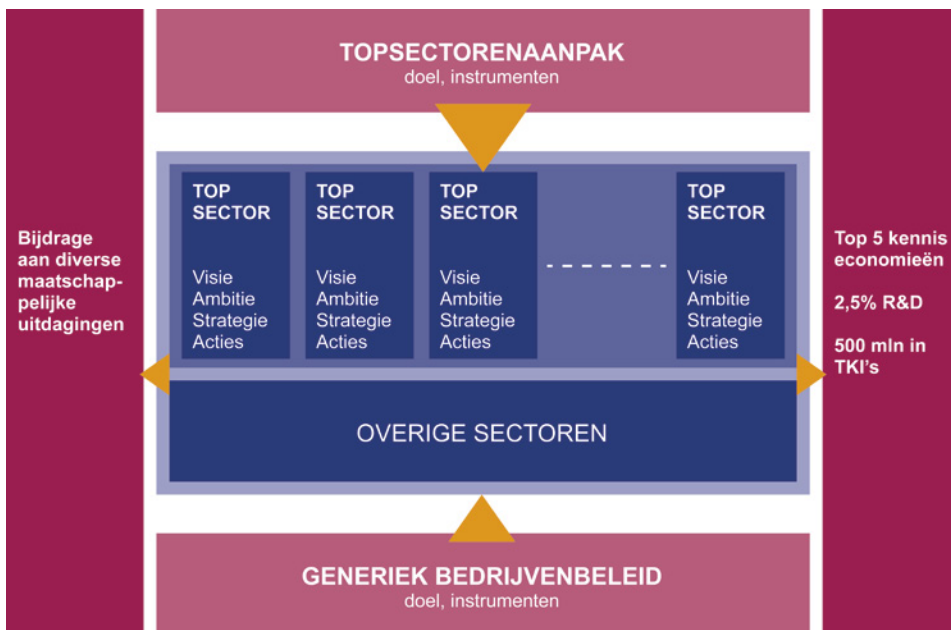 TOPSECTORENAANPAK
doel, instrumenten
Bijdrage
aan diverse
maatschap-
pelijke
uitdagingen
TOP
SECTOR
Visie
Ambitie
Strategie
Acties
TOP
SECTOR
Visie
Ambitie
Strategie
Acties
TOP
SECTOR
Visie
Ambitie
Strategie
Acties
TOP
SECTOR
Visie
Ambitie
Strategie
Acties
Top 5 kennis
economieën
2,5% R&D
500 mln in
TKI's
OVERIGE SECTOREN
GENERIEK BEDRIJVENBELEID
doel, instrumenten